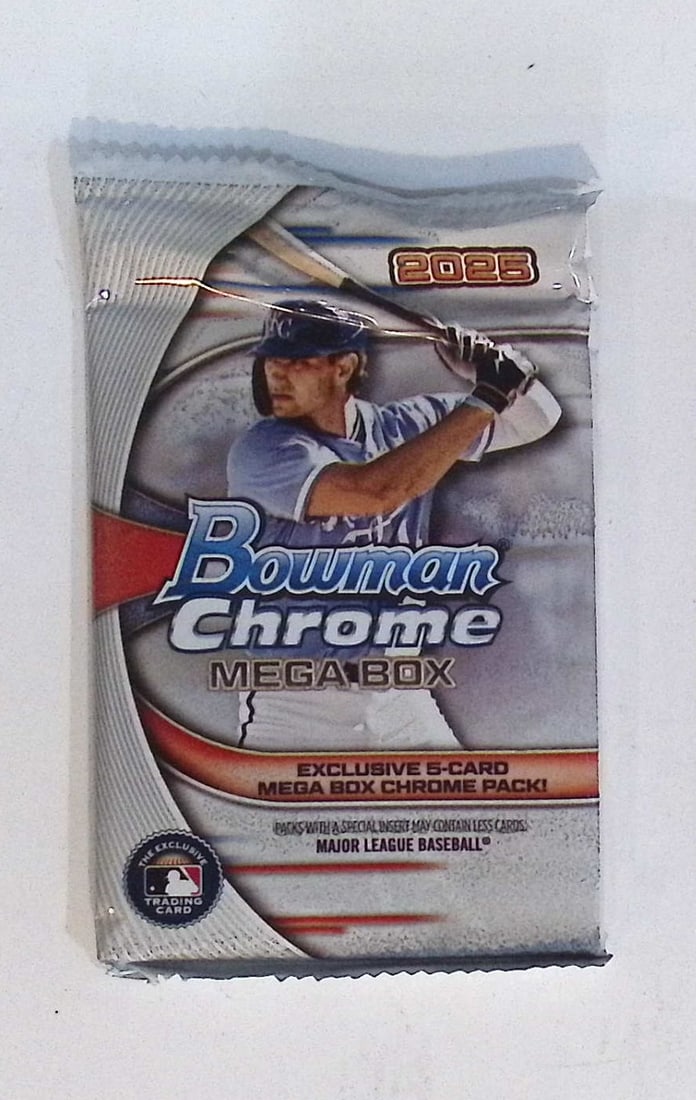 2025
KC
Bowman®
Chrome
MEGA BOX
EXCLUSIVE 5-CARD
MEGA BOX CHROME PACK!
PACKS WITH A SPECIAL INSERT MAY CONTAIN LESS CARDS.
MAJOR LEAGUE BASEBALL®
THE EXCLUSIVE
TRADING
CARD